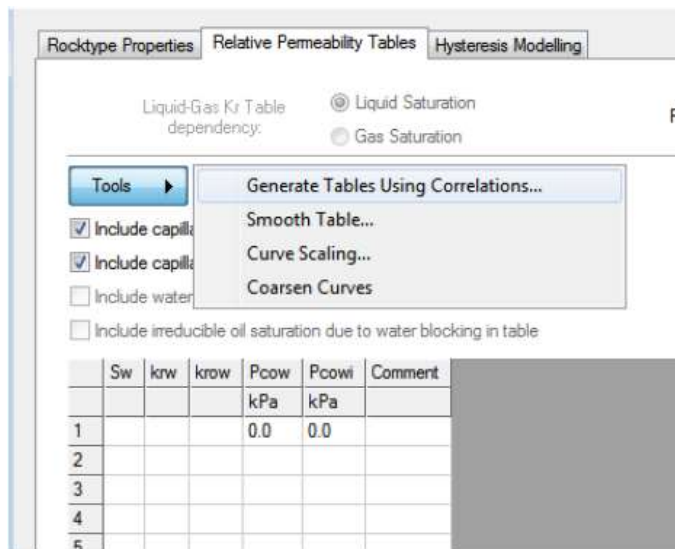 Rocktype Properties Relative Permeability Tables Hysteresis Modelling
Liquid-Gas Kr Table dependency:
Liquid Saturation
Gas Saturation
Tools
Generate Tables Using Correlations...
Smooth Table...
Curve Scaling...
Coarsen Curves
Include
Include
Include water
Include irreducible oil saturation due to water blocking in table
Sw krw krow Pcow Pcowi Comment
kPa kPa
1 0.0 0.0
2
3
4
5